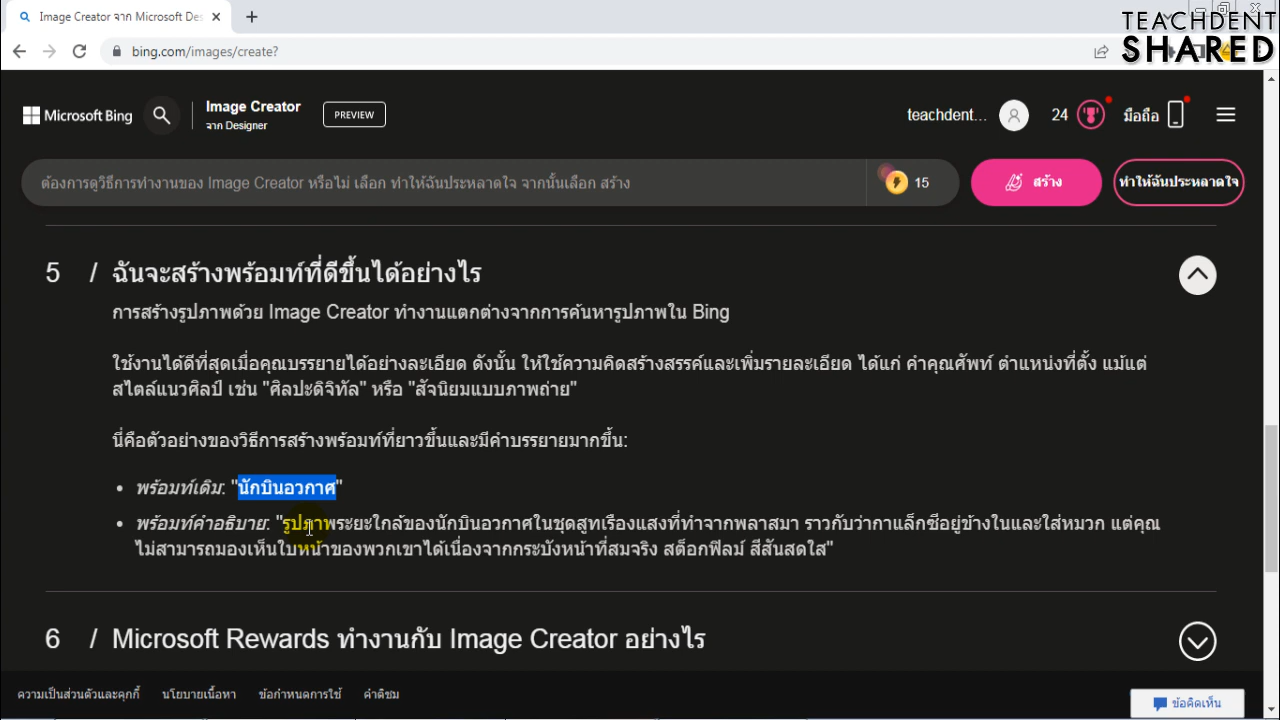 Image Creator จาก Microsoft Des
TEACHDENT
SHARED
bing.com/images/create?
Microsoft Bing
Image Creator
จาก Designer
PREVIEW
teachdent...
24
มือถือ
ต้องการดูวิธีการทำงานของ Image Creator หรือไม่ เลือก ทำให้ฉันประหลาดใจ จากนั้นเลือก สร้าง
15
สร้าง
ทำให้ฉันประหลาดใจ
5 / ฉันจะสร้างพร้อมท์ที่ดีขึ้นได้อย่างไร
การสร้างรูปภาพด้วย Image Creator ทำงานแตกต่างจากการค้นหารูปภาพใน Bing
ใช้งานได้ดีที่สุดเมื่อคุณบรรยายได้อย่างละเอียด ดังนั้น ให้ใช้ความคิดสร้างสรรค์และเพิ่มรายละเอียด ได้แก่ คำคุณศัพท์ ตำแหน่งที่ตั้ง แม้แต่
สไตล์แนวศิลป์ เช่น "ศิลปะดิจิทัล" หรือ "สัจนิยมแบบภาพถ่าย"
นี่คือตัวอย่างของวิธีการสร้างพร้อมท์ที่ยาวขึ้นและมีคำบรรยายมากขึ้น:
• พร้อมท์เดิม: "นักบินอวกาศ"
• พร้อมท์คำอธิบาย: "รูปภาพระยะใกล้ของนักบินอวกาศในชุดสูทเรืองแสงที่ทำจากพลาสมา ราวกับว่ากาแล็กซีอยู่ข้างในและใส่หมวก แต่คุณ
ไม่สามารถมองเห็นใบหน้าของพวกเขาได้เนื่องจากกระบังหน้าที่สมจริง สต็อกฟิลม์ สีสันสดใส"
6 / Microsoft Rewards ทำงานกับ Image Creator อย่างไร
ความเป็นส่วนตัวและคุกกี้
นโยบายเนื้อหา
ข้อกำหนดการใช้
คำติชม
ข้อคิดเห็น